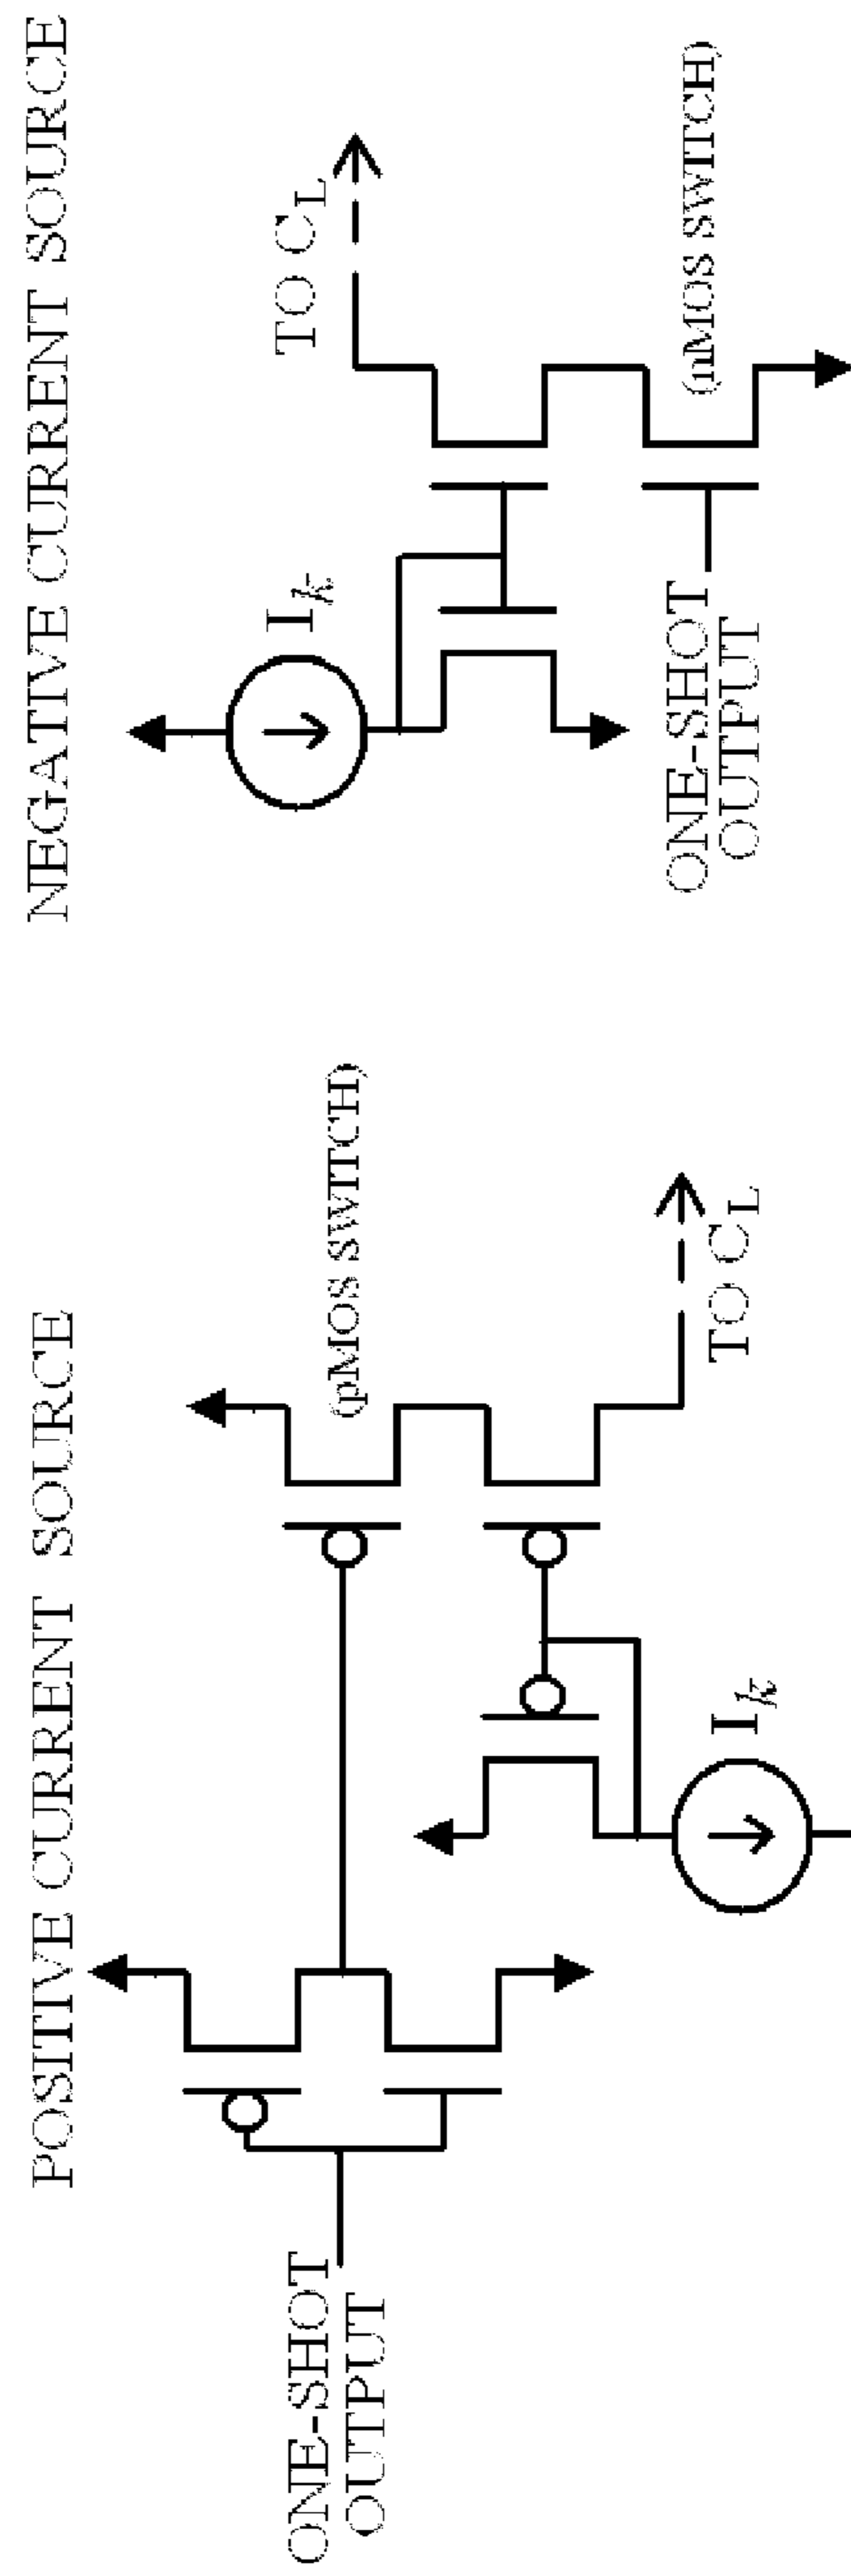 POSITIVE CURRENT SOURCE
ONE-SHOT
OUTPUT
(pMOS SWITCH)
I_k
TO C_L
NEGATIVE CURRENT SOURCE
I_k
TO C_L
ONE-SHOT
OUTPUT
(nMOS SWITCH)